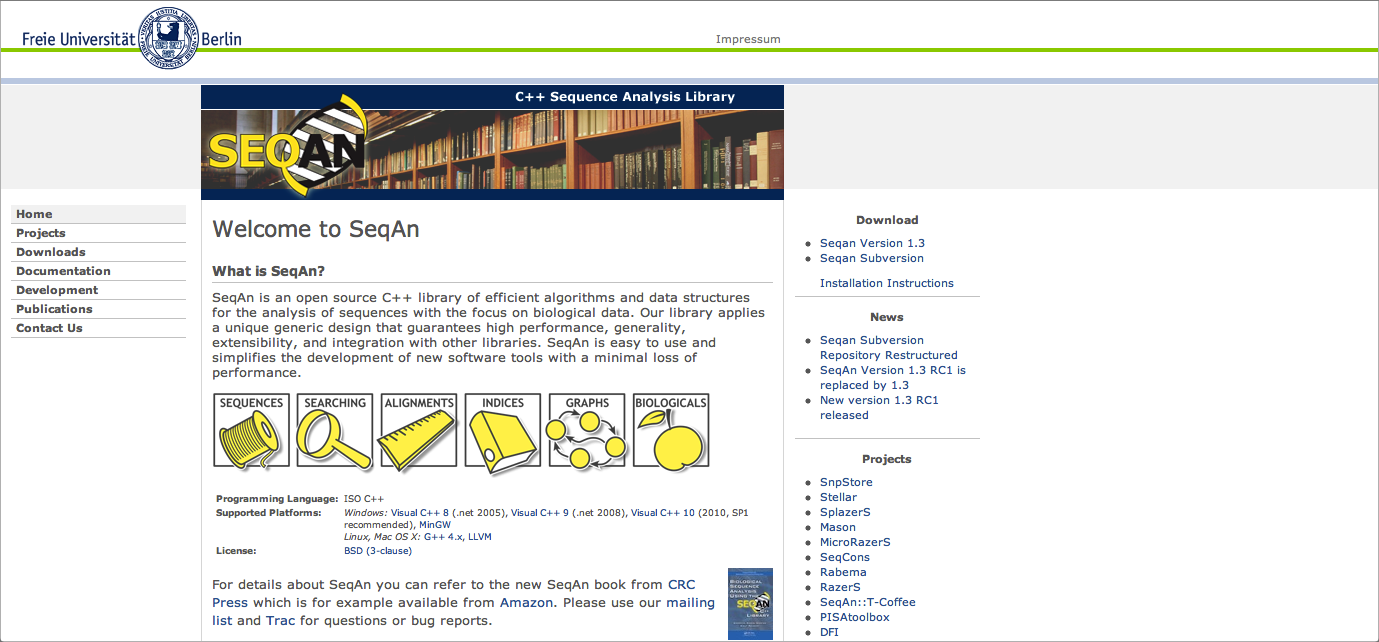 Freie Universität Berlin
Impressum
C++ Sequence Analysis Library
SEQAN
Home
Projects
Downloads
Documentation
Development
Publications
Contact Us
Welcome to SeqAn
What is SeqAn?
SeqAn is an open source C++ library of efficient algorithms and data structures
for the analysis of sequences with the focus on biological data. Our library applies
a unique generic design that guarantees high performance, generality,
extensibility, and integration with other libraries. SeqAn is easy to use and
simplifies the development of new software tools with a minimal loss of
performance.
SEQUENCES SEARCHING ALIGNMENTS INDICES GRAPHS BIOLOGICALS
Programming Language: ISO C++
Supported Platforms: Windows: Visual C++ 8 (.net 2005), Visual C++ 9 (.net 2008), Visual C++ 10 (2010, SP1
recommended), MinGW
Linux, Mac OS X: G++ 4.x, LLVM
License: BSD (3-clause)
For details about SeqAn you can refer to the new SeqAn book from CRC
Press which is for example available from Amazon. Please use our mailing
list and Trac for questions or bug reports.
BIOLOGICAL
SEQUENCE
ANALYSIS
USING THE
SEQAN
C++
LIBRARY
Download
Seqan Version 1.3
Seqan Subversion
Installation Instructions
News
Seqan Subversion
Repository Restructured
SeqAn Version 1.3 RC1 is
replaced by 1.3
New version 1.3 RC1
released
Projects
SnpStore
Stellar
SplazerS
Mason
MicroRazerS
SeqCons
Rabema
RazerS
SeqAn::T-Coffee
PISAtoolbox
DFI